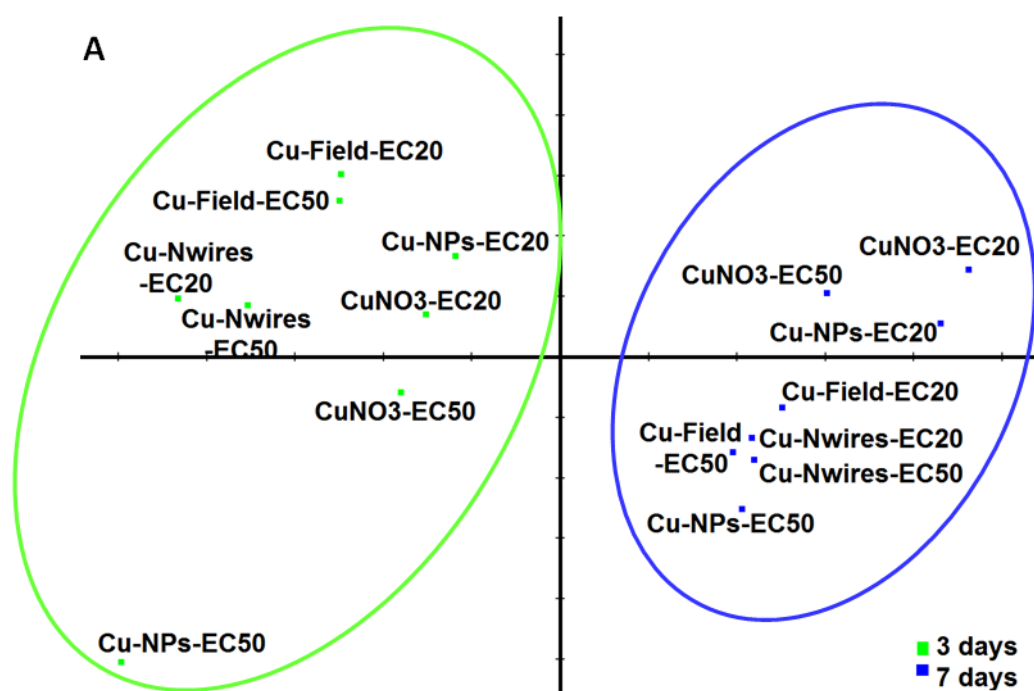 A
Cu-Field-EC20
Cu-Field-EC50
Cu-NPs-EC20
Cu-Nwires
-EC20
CuNO3-EC20
Cu-Nwires
-EC50
CuNO3-EC50
Cu-NPs-EC50
CuNO3-EC20
CuNO3-EC50
Cu-NPs-EC20
Cu-Field-EC20
Cu-Field
-EC50
Cu-Nwires-EC20
Cu-Nwires-EC50
Cu-NPs-EC50
3 days
7 days